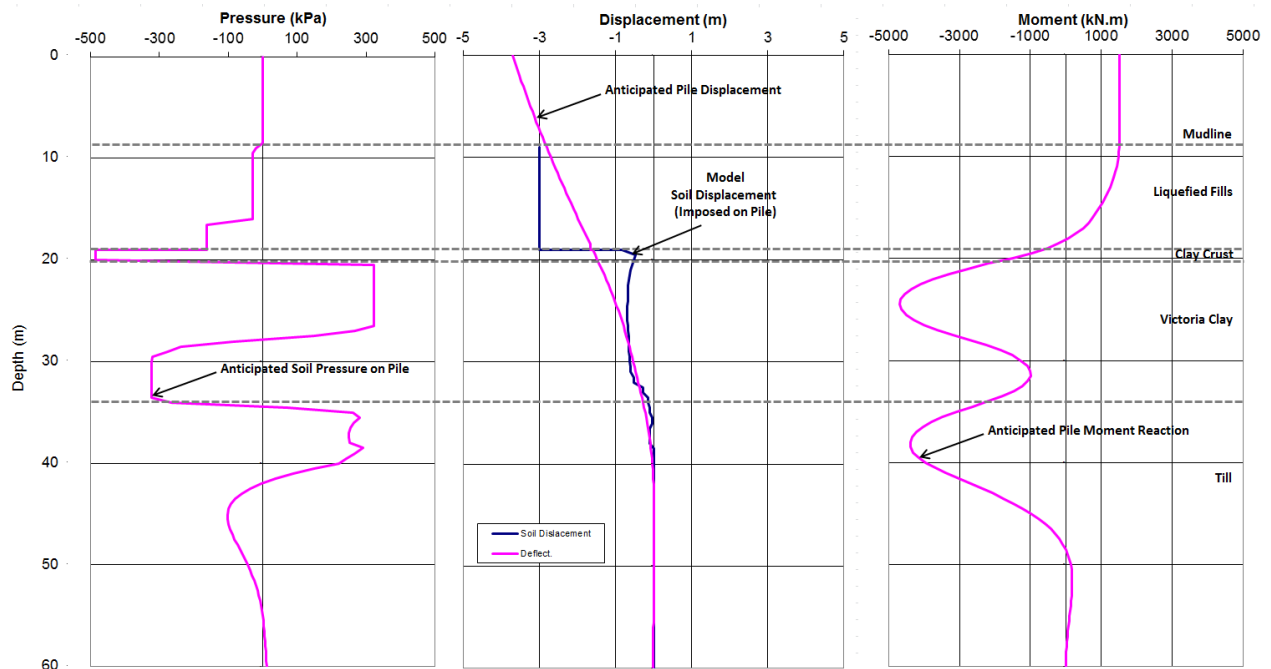 Pressure (kPa)
-500 -300 -100 100 300 500
Displacement (m)
-5 -3 -1 1 3 5
Moment (kN.m)
-5000 -3000 -1000 1000 3000 5000
0
10
20
30
40
50
60
Depth (m)
Anticipated Soil Pressure on Pile
Anticipated Pile Displacement
Model
Soil Displacement
(Imposed on Pile)
Soil Dislacement
Deflect.
Mudline
Liquefied Fills
Clay Crust
Victoria Clay
Anticipated Pile Moment Reaction
Till